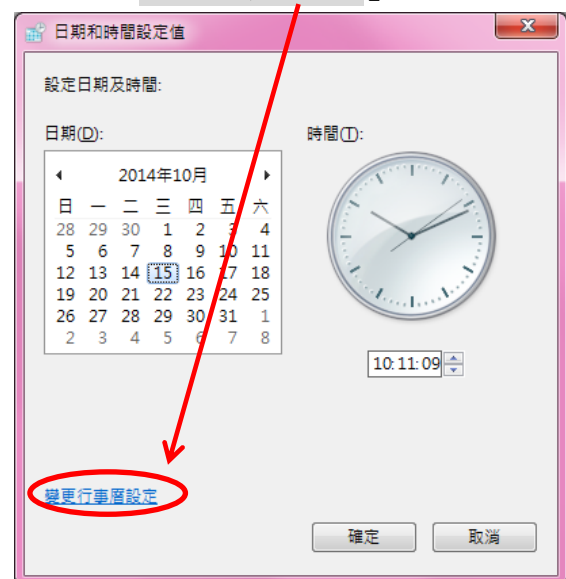 日期和時間設定值
設定日期及時間:
日期(D):
時間(T):
2014年10月
日 一 二 三 四 五 六
28 29 30 1 2 3 4
5 6 7 8 9 10 11
12 13 14 15 16 17 18
19 20 21 22 23 24 25
26 27 28 29 30 31 1
2 3 4 5 6 7 8
10:11:09
變更行事曆設定
確定
取消